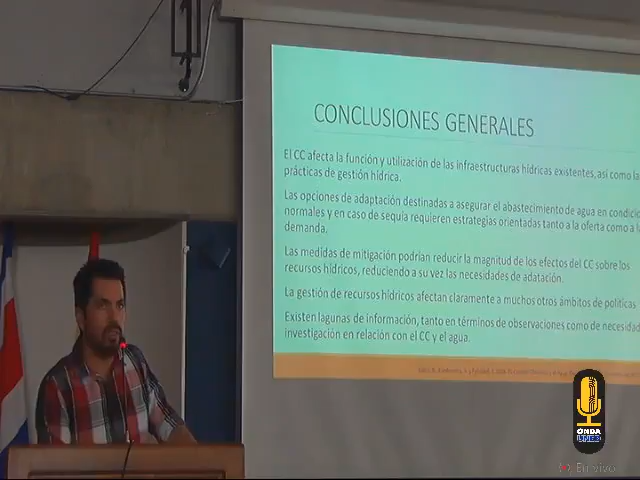 CONCLUSIONES GENERALES
El CC afecta la función y utilización de las infraestructuras hídricas existentes, así como la
prácticas de gestión hídrica.
Las opciones de adaptación destinadas a asegurar el abastecimiento de agua en condicio
normales y en caso de sequía requieren estrategias orientadas tanto a la oferta como a la
demanda.
Las medidas de mitigación podrían reducir la magnitud de los efectos del CC sobre los
recursos hídricos, reduciendo a su vez las necesidades de adatación.
La gestión de recursos hídricos afectan claramente a muchos otros ámbitos de políticas
Existen lagunas de información, tanto en términos de observaciones como de necesidad
investigación en relación con el CC y el agua.
ONDA
UNED
En vivo